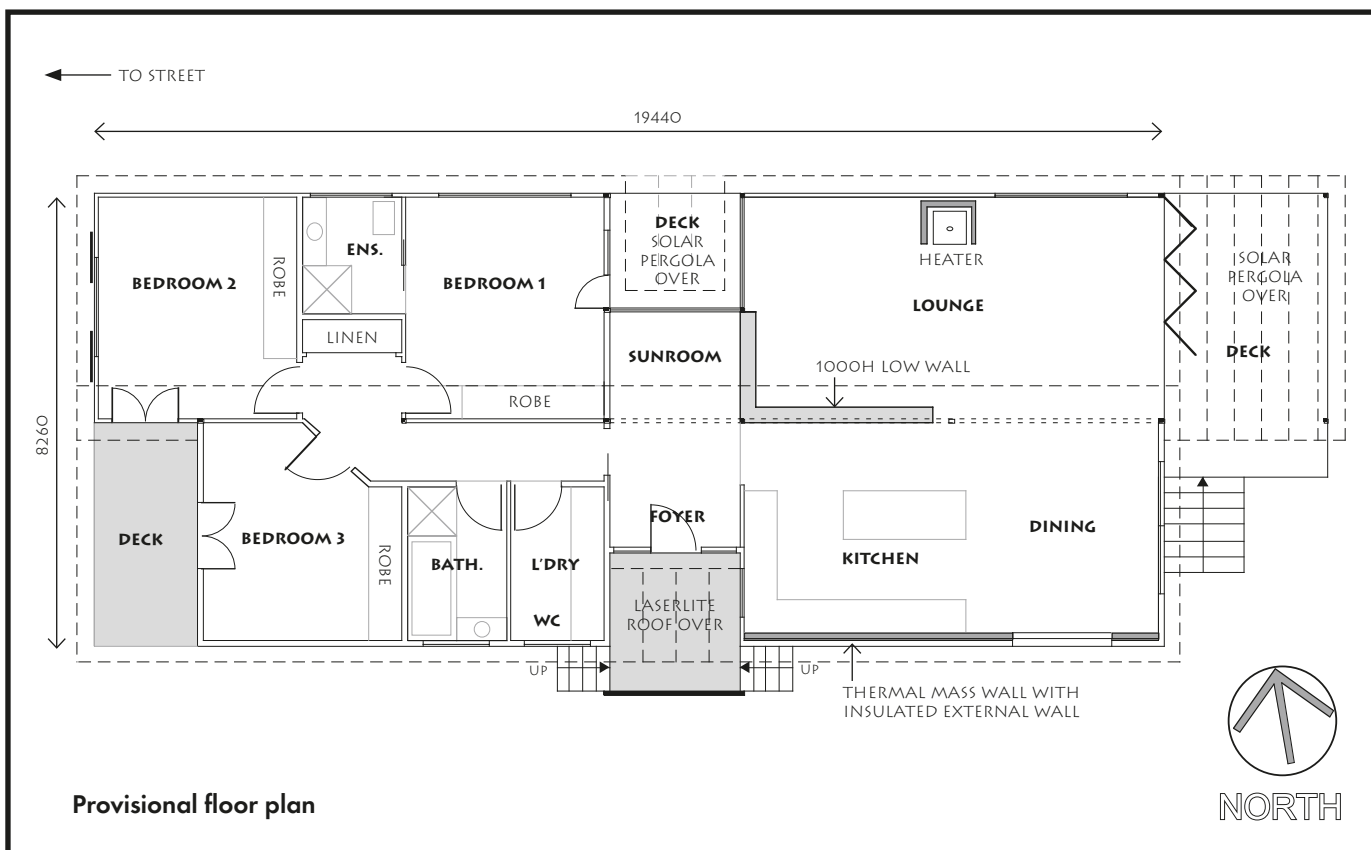 TO STREET
19440
8260
BEDROOM 2
ROBE
ENS.
LINEN
BEDROOM 1
ROBE
DECK
SOLAR
PERGOLA
OVER
SUNROOM
HEATER
LOUNGE
1000H LOW WALL
SOLAR
PERGOLA
OVER
DECK
DECK
BEDROOM 3
ROBE
BATH.
L'DRY
WC
FOYER
LASERLITE
ROOF OVER
KITCHEN
DINING
UP
UP
THERMAL MASS WALL WITH
INSULATED EXTERNAL WALL
Provisional floor plan
NORTH